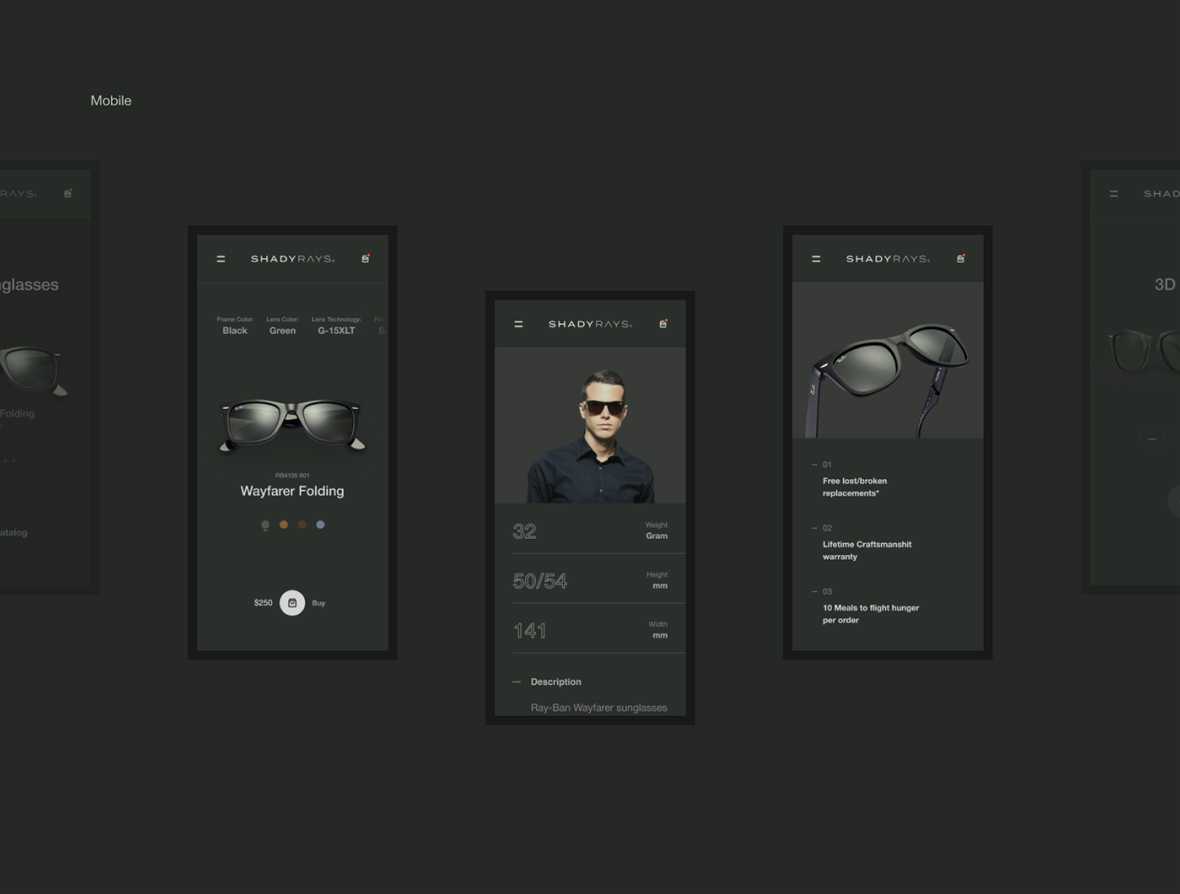 Mobile
RAYS.
nglasses
Folding
atalog
SHADYRAYS.
Frame Color: Lens Color: Lens Technology:
Black Green G-15XLT
RB4105 601
Wayfarer Folding
$250 Buy
SHADYRAYS.
32 Weight
Gram
50/54 Height
mm
141 Width
mm
— Description
Ray-Ban Wayfarer sunglasses
SHADYRAYS.
Ray-Ban
— 01
Free lost/broken
replacements*
— 02
Lifetime Craftsmanshit
warranty
— 03
10 Meals to flight hunger
per order
SHAD
3D